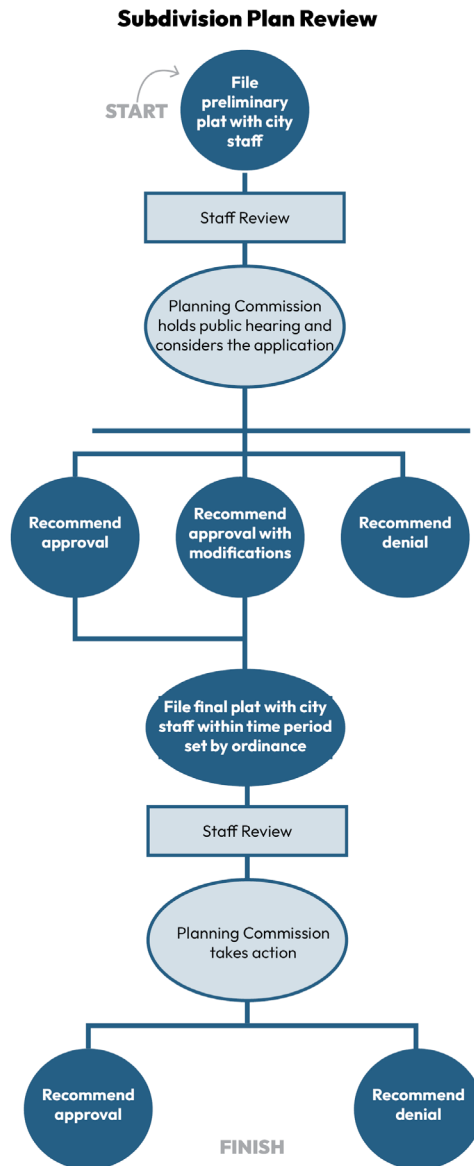 Subdivision Plan Review
START
File
preliminary
plat with city
staff
Staff Review
Planning Commission
holds public hearing and
considers the application
Recommend
approval
Recommend
approval with
modifications
Recommend
denial
File final plat with city
staff within time period
set by ordinance
Staff Review
Planning Commission
takes action
Recommend
approval
Recommend
denial
FINISH